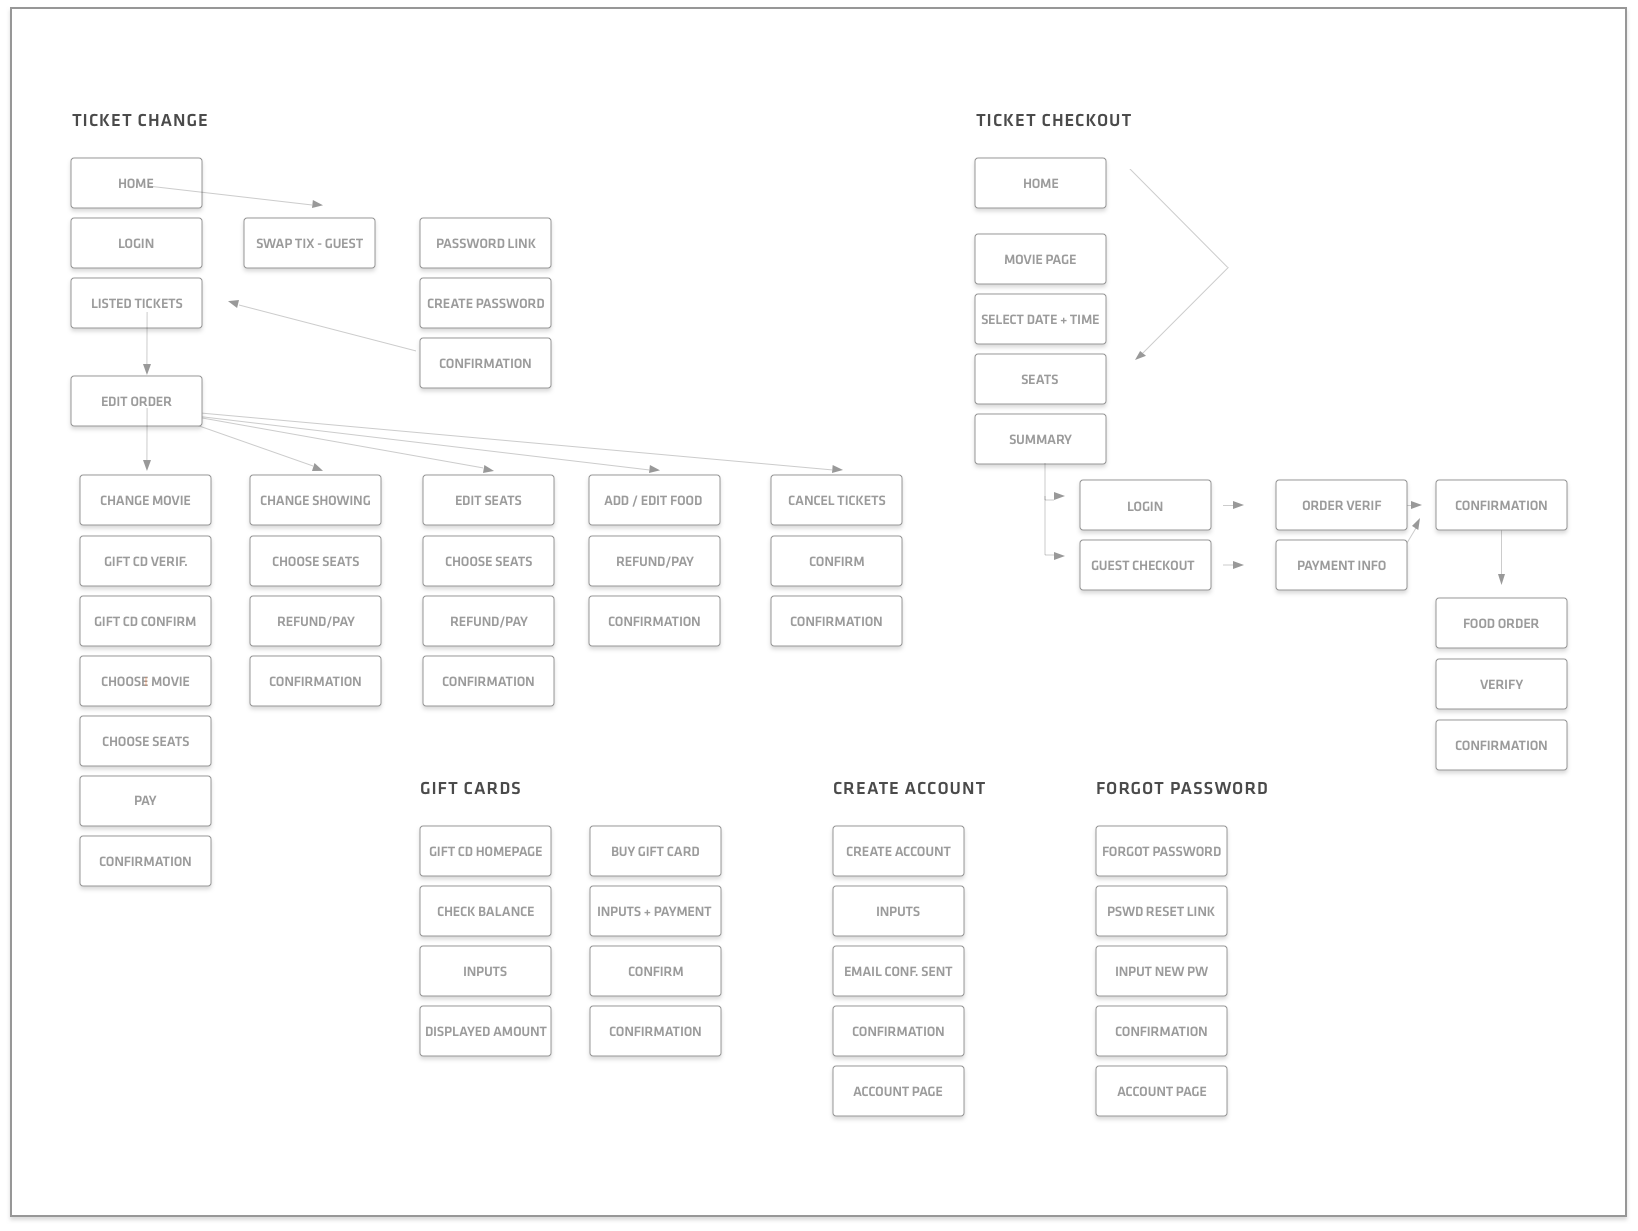 TICKET CHANGE
HOME
LOGIN
LISTED TICKETS
EDIT ORDER
SWAP TIX - GUEST
PASSWORD LINK
CREATE PASSWORD
CONFIRMATION
CHANGE MOVIE
GIFT CD VERIF.
GIFT CD CONFIRM
CHOOSE MOVIE
CHOOSE SEATS
PAY
CONFIRMATION
CHANGE SHOWING
CHOOSE SEATS
REFUND/PAY
CONFIRMATION
EDIT SEATS
CHOOSE SEATS
REFUND/PAY
CONFIRMATION
ADD / EDIT FOOD
REFUND/PAY
CONFIRMATION
CANCEL TICKETS
CONFIRM
CONFIRMATION
TICKET CHECKOUT
HOME
MOVIE PAGE
SELECT DATE + TIME
SEATS
SUMMARY
LOGIN
GUEST CHECKOUT
ORDER VERIF
PAYMENT INFO
CONFIRMATION
FOOD ORDER
VERIFY
CONFIRMATION
GIFT CARDS
GIFT CD HOMEPAGE
CHECK BALANCE
INPUTS
DISPLAYED AMOUNT
BUY GIFT CARD
INPUTS + PAYMENT
CONFIRM
CONFIRMATION
CREATE ACCOUNT
CREATE ACCOUNT
INPUTS
EMAIL CONF. SENT
CONFIRMATION
ACCOUNT PAGE
FORGOT PASSWORD
FORGOT PASSWORD
PSWD RESET LINK
INPUT NEW PW
CONFIRMATION
ACCOUNT PAGE